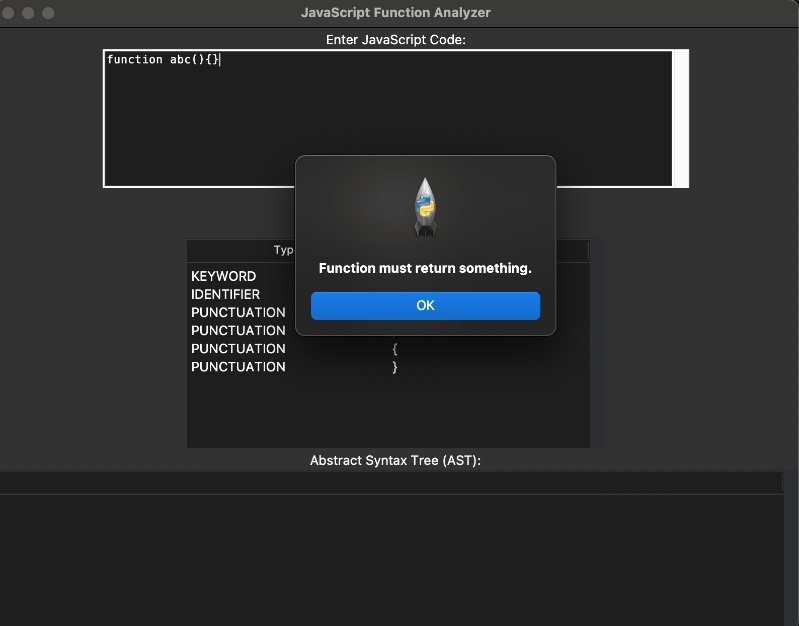 JavaScript Function Analyzer
Enter JavaScript Code:
function abc(){}
Function must return something.
OK
KEYWORD
IDENTIFIER
PUNCTUATION
PUNCTUATION
PUNCTUATION {
PUNCTUATION }
Abstract Syntax Tree (AST):